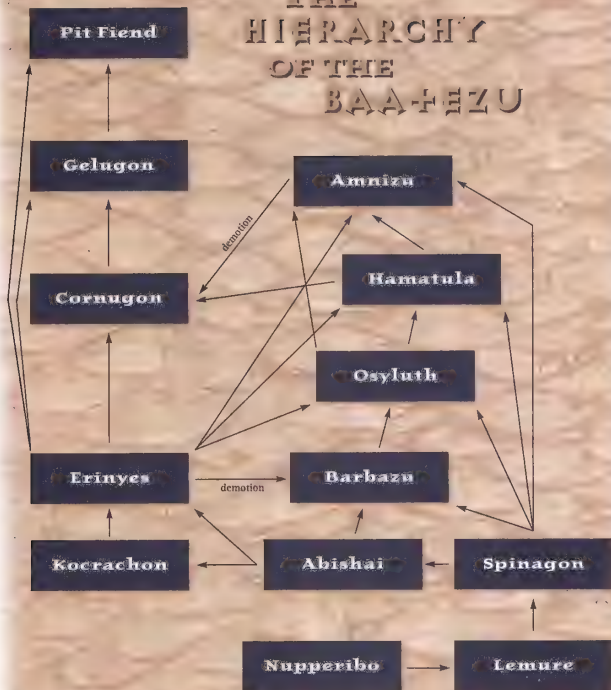 THE
HIERARCHY
OF THE
BAATEZU
Pit Fiend
Gelugon
Amnizu
demotion
Hamatula
Cornugon
Osyluth
Erinyes
demotion
Barbazu
Kocrachon
Abishai
Spinagon
Nupperibo
Lemure